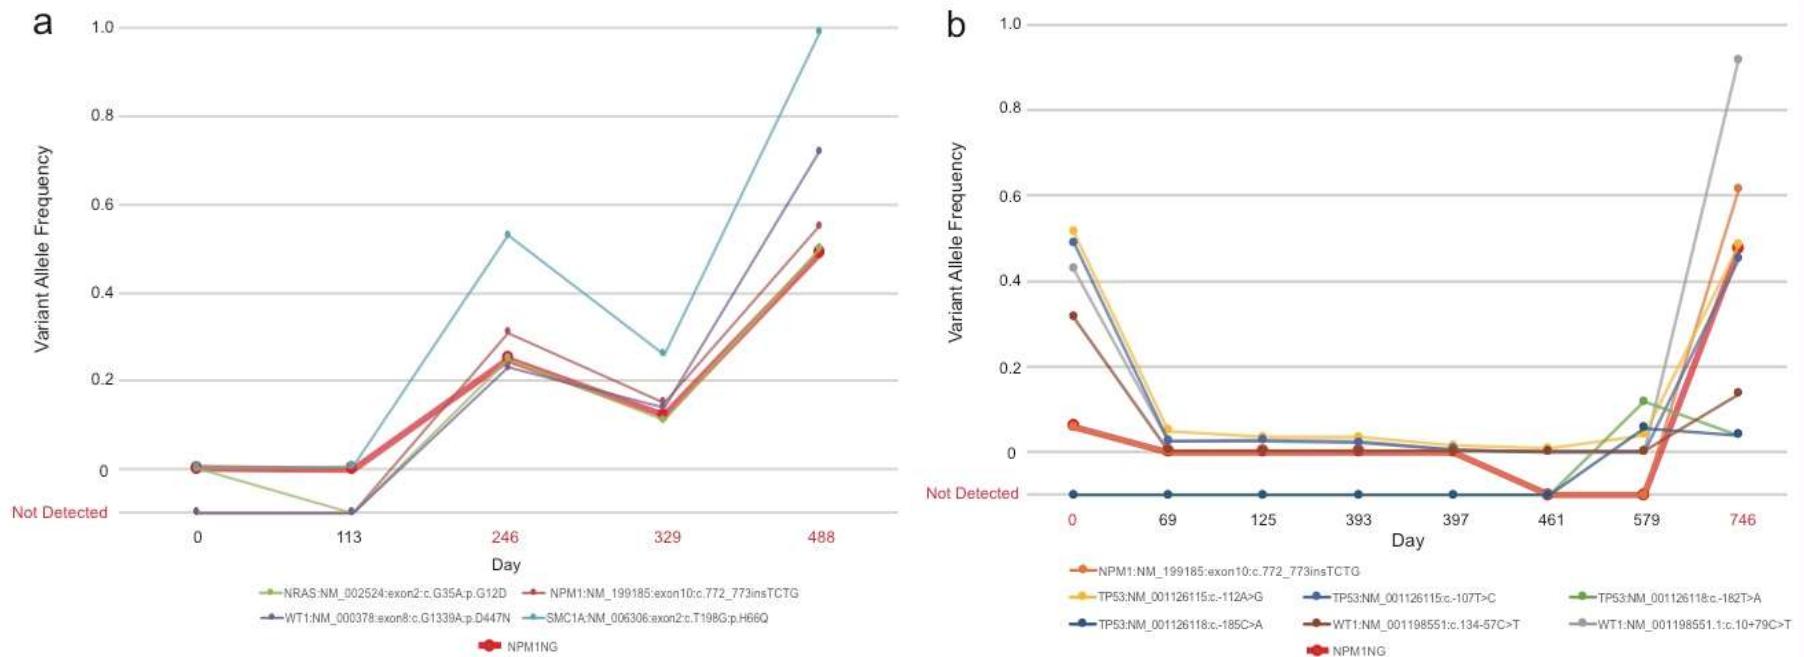 a
1.0
0.8
0.6
0.4
0.2
0
Not Detected
Variant Allele Frequency
0 113 246 329 488
Day
NRAS:NM_002524:exon2:c.G35A:p.G12D NPM1:NM_199185:exon10:c.772_773insTCTG
WT1:NM_000378:exon8:c.G1339A:p.D447N SMC1A:NM_006306:exon2:c.T198G:p.H66Q
NPM1NG
b
1.0
0.8
0.6
0.4
0.2
0
Not Detected
Variant Allele Frequency
0 69 125 393 397 461 579 746
Day
NPM1:NM_199185:exon10:c.772_773insTCTG
TP53:NM_001126115:c.-112A>G TP53:NM_001126115:c.-107T>C TP53:NM_001126118:c.-182T>A
TP53:NM_001126118:c.-185C>A WT1:NM_001198551:c.134-57C>T WT1:NM_001198551.1:c.10+79C>T
NPM1NG